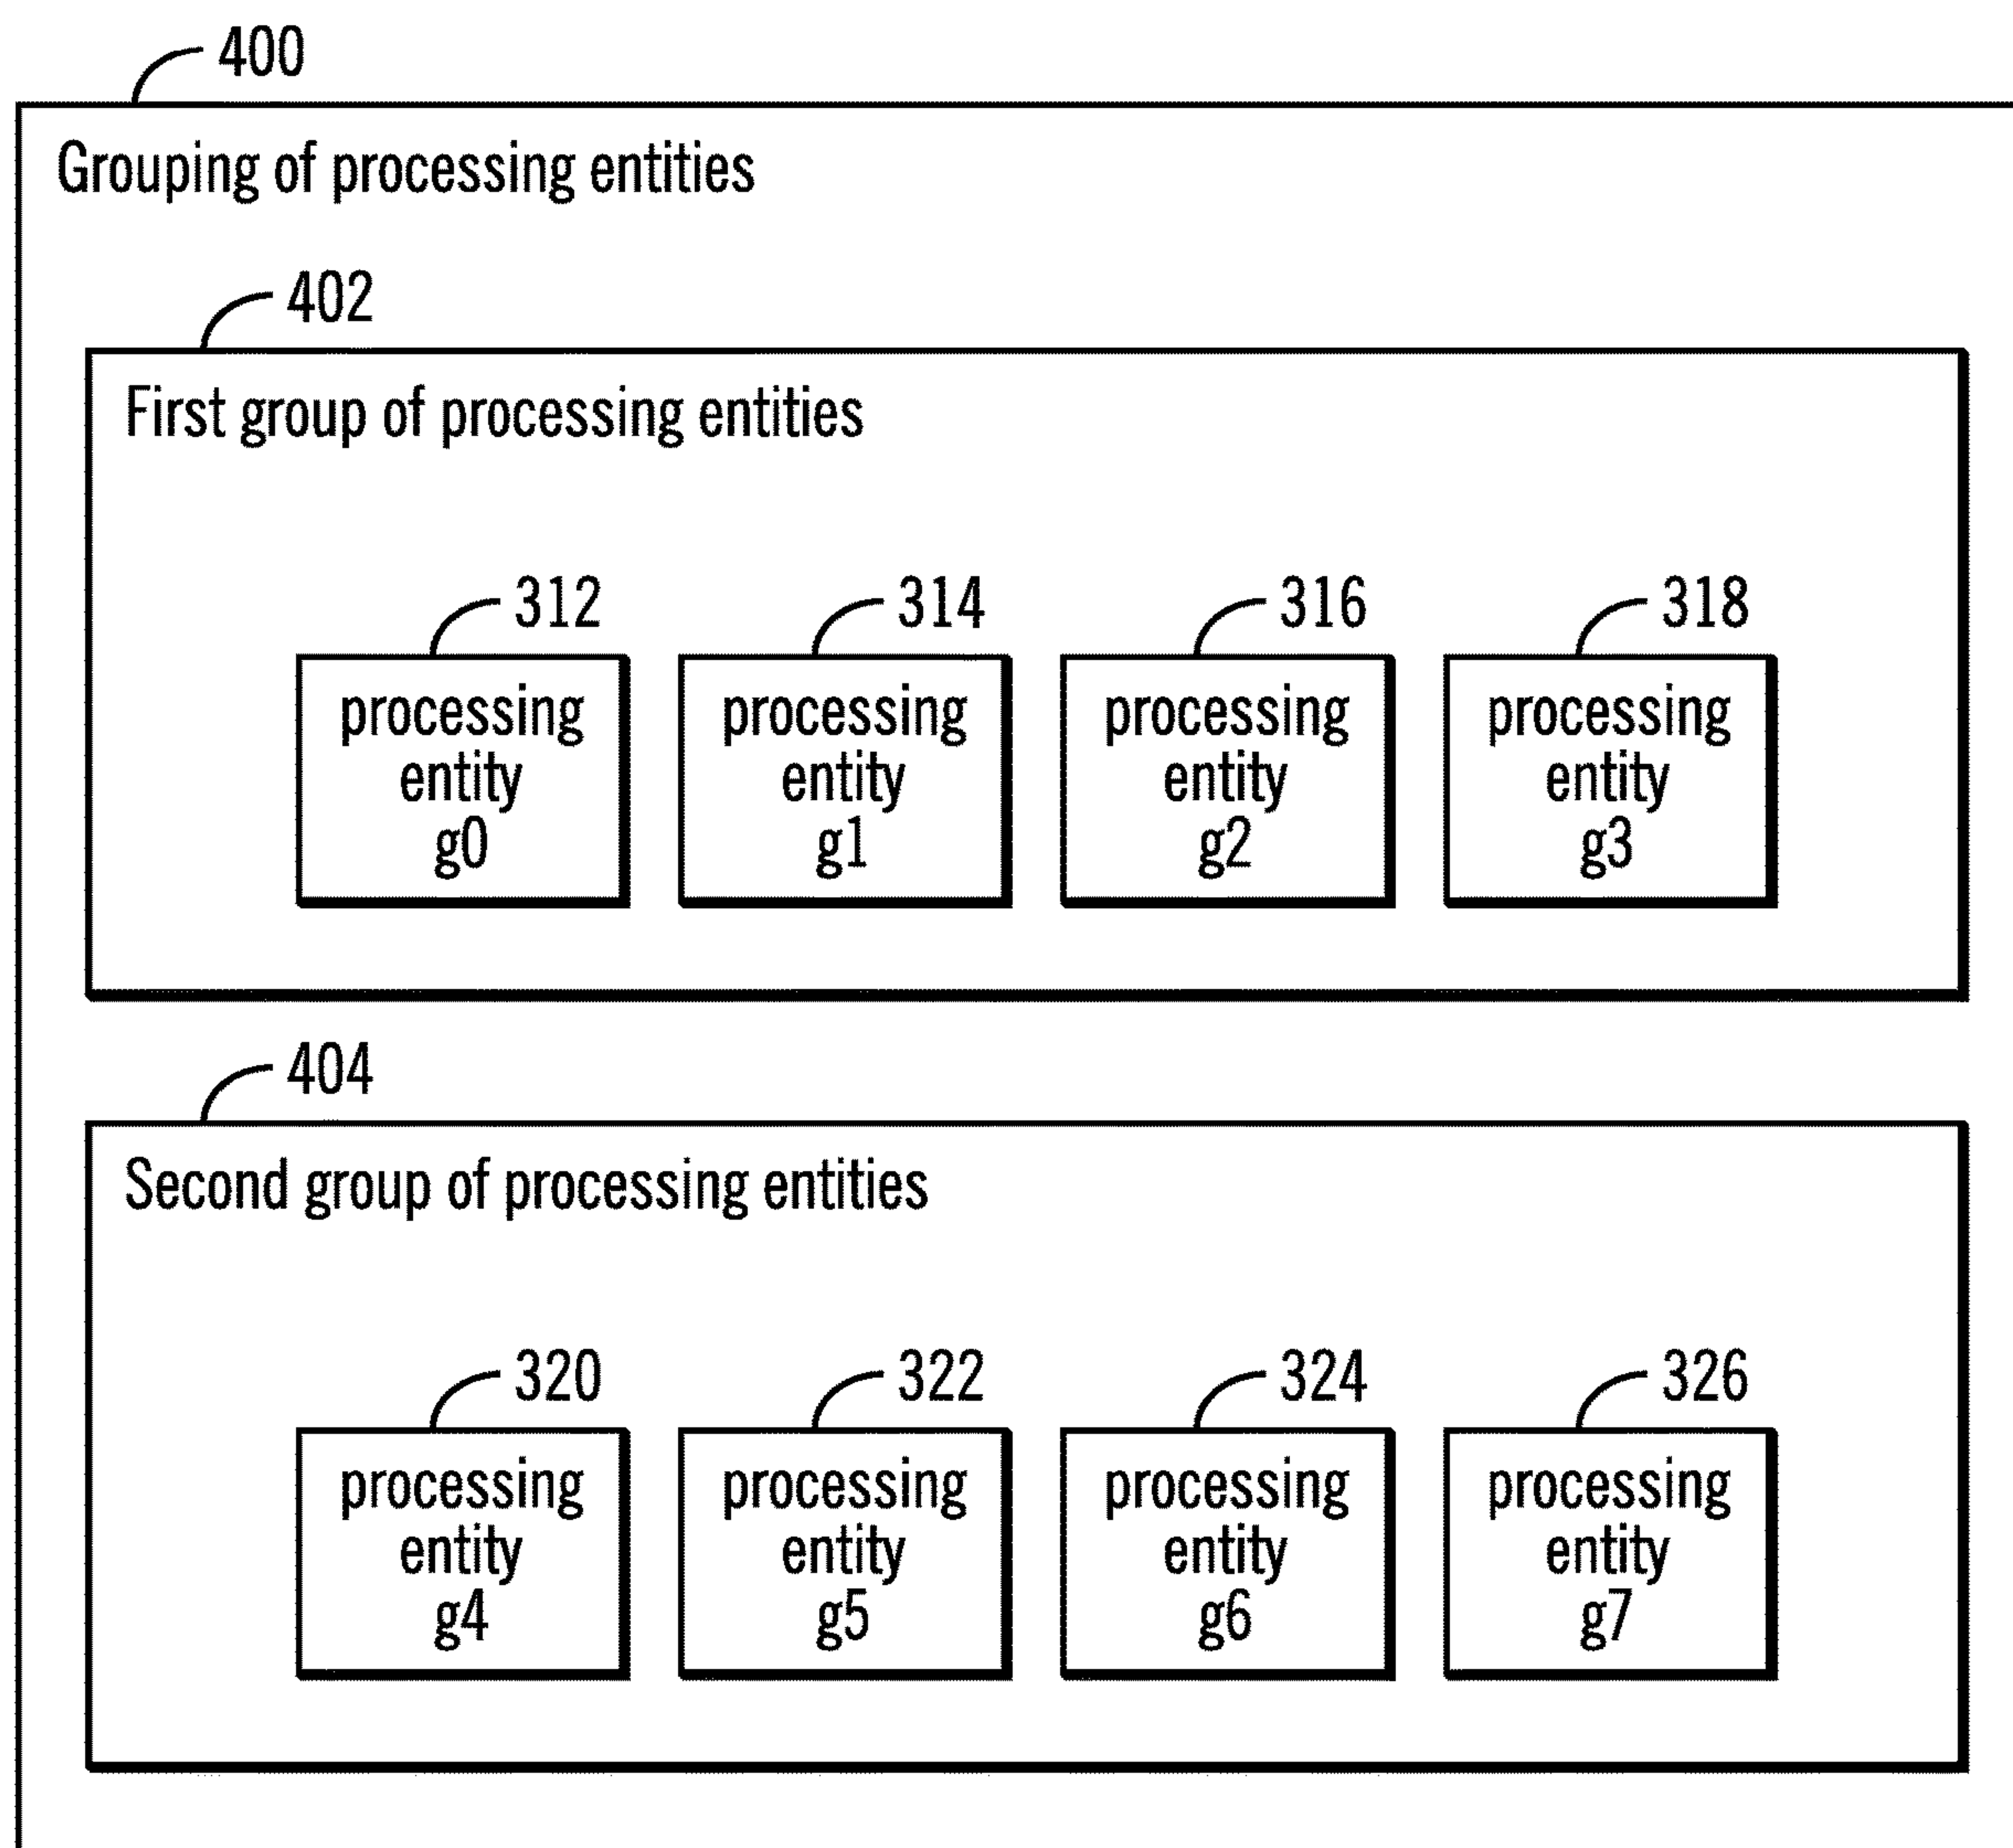 400
Grouping of processing entities
402
First group of processing entities
312 314 316 318
processing processing processing processing
entity entity entity entity
g0 g1 g2 g3
404
Second group of processing entities
320 322 324 326
processing processing processing processing
entity entity entity entity
g4 g5 g6 g7